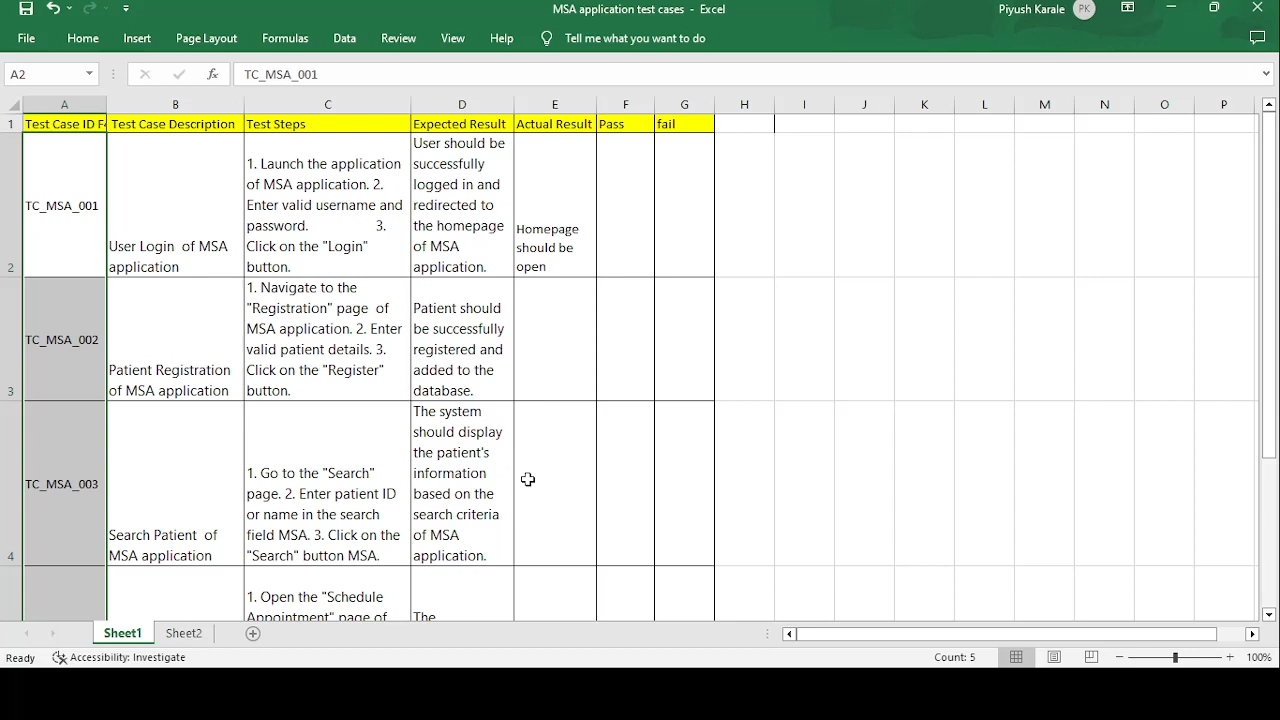 MSA application test cases - Excel
Piyush Karale
PK
File
Home
Insert
Page Layout
Formulas
Data
Review
View
Help
Tell me what you want to do
A2
fx
TC_MSA_001
A
B
C
D
E
F
G
H
I
J
K
L
M
N
O
P
1
Test Case ID
Test Case Description
Test Steps
Expected Result
Actual Result
Pass
fail
2
TC_MSA_001
User Login of MSA
application
1. Launch the application
of MSA application. 2.
Enter valid username and
password. 3.
Click on the "Login"
button.
User should be
successfully
logged in and
redirected to
the homepage
of MSA
application.
Homepage
should be
open
3
TC_MSA_002
Patient Registration
of MSA application
1. Navigate to the
"Registration" page of
MSA application. 2. Enter
valid patient details. 3.
Click on the "Register"
button.
Patient should
be successfully
registered and
added to the
database.
4
TC_MSA_003
Search Patient of
MSA application
1. Go to the "Search"
page. 2. Enter patient ID
or name in the search
field MSA. 3. Click on the
"Search" button MSA.
The system
should display
the patient's
information
based on the
search criteria
of MSA
application.
1. Open the "Schedule
Appointment" page of
The
Sheet1
Sheet2
Ready
Accessibility: Investigate
Count: 5
100%